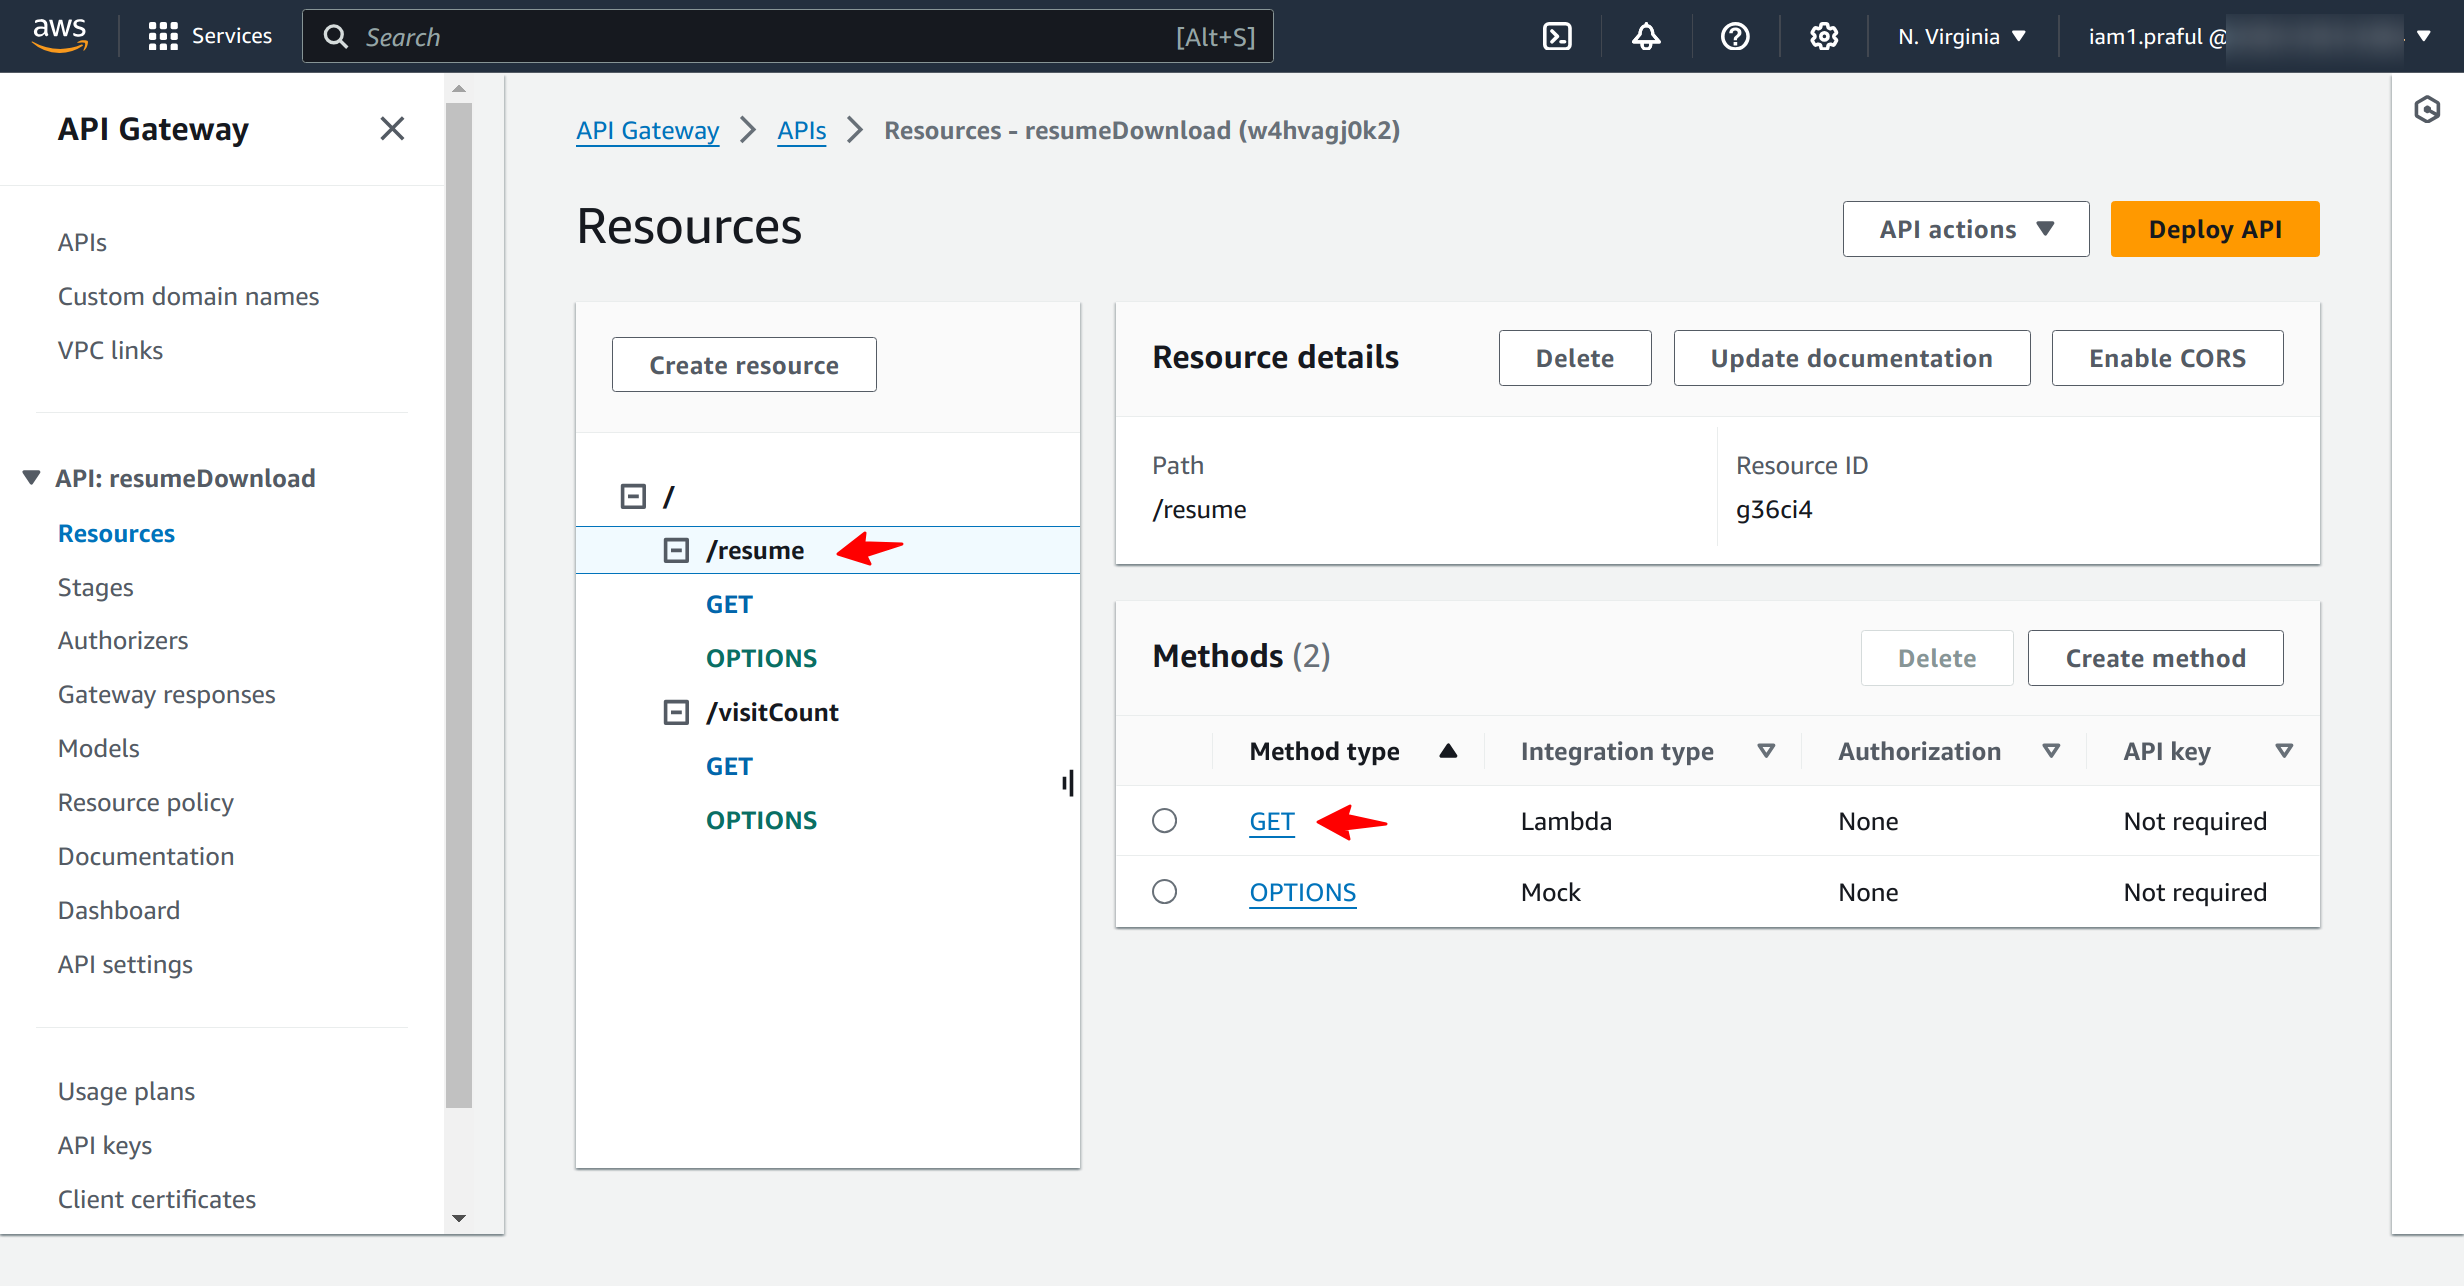 aws
Services
Search
[Alt+S]
N. Virginia
iam1.praful @
API Gateway
APIs
Custom domain names
VPC links
API: resumeDownload
Resources
Stages
Authorizers
Gateway responses
Models
Resource policy
Documentation
Dashboard
API settings
Usage plans
API keys
Client certificates
API Gateway
APIs
Resources - resumeDownload (w4hvagj0k2)
Resources
API actions
Deploy API
Create resource
/
/resume
GET
OPTIONS
/visitCount
GET
OPTIONS
Resource details
Delete
Update documentation
Enable CORS
Path
/resume
Resource ID
g36ci4
Methods (2)
Delete
Create method
Method type
Integration type
Authorization
API key
GET
Lambda
None
Not required
OPTIONS
Mock
None
Not required